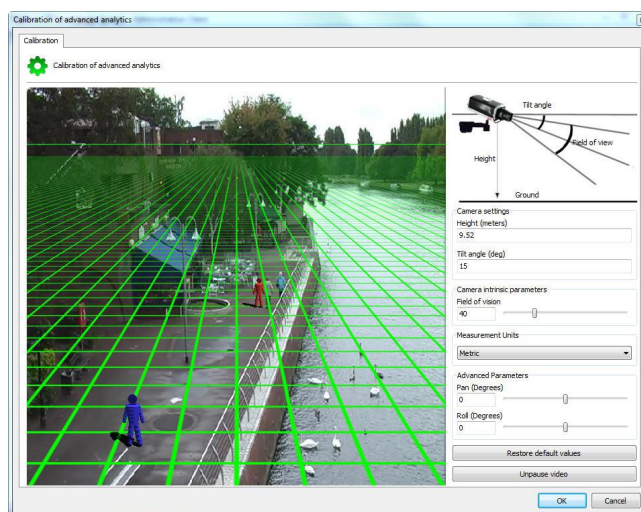 Calibration of advanced analytics
Calibration
Calibration of advanced analytics
Tilt angle
Field of view
Height
Ground
Camera settings
Height (meters)
9.52
Tilt angle (deg)
15
Camera intrinsic parameters
Field of vision
40
Measurement Units
Metric
Advanced Parameters
Pan (Degrees)
0
Roll (Degrees)
0
Restore default values
Unpause video
OK
Cancel